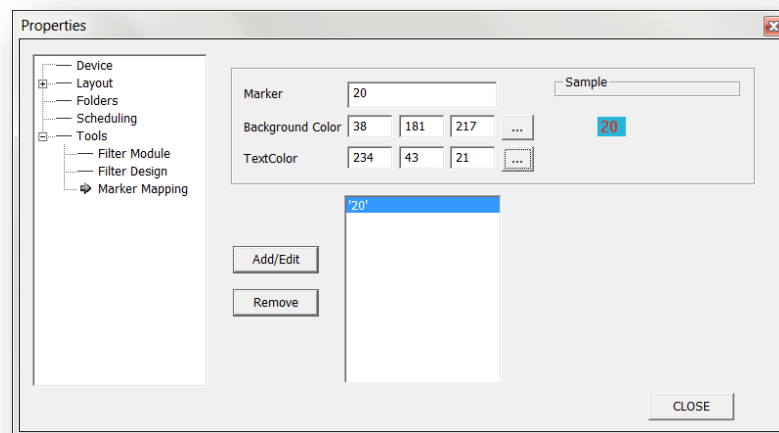 Properties
Device
Layout
Folders
Scheduling
Tools
Filter Module
Filter Design
Marker Mapping
Marker 20
Background Color 38 181 217 ...
TextColor 234 43 21 ...
Sample
20
'20'
Add/Edit
Remove
CLOSE